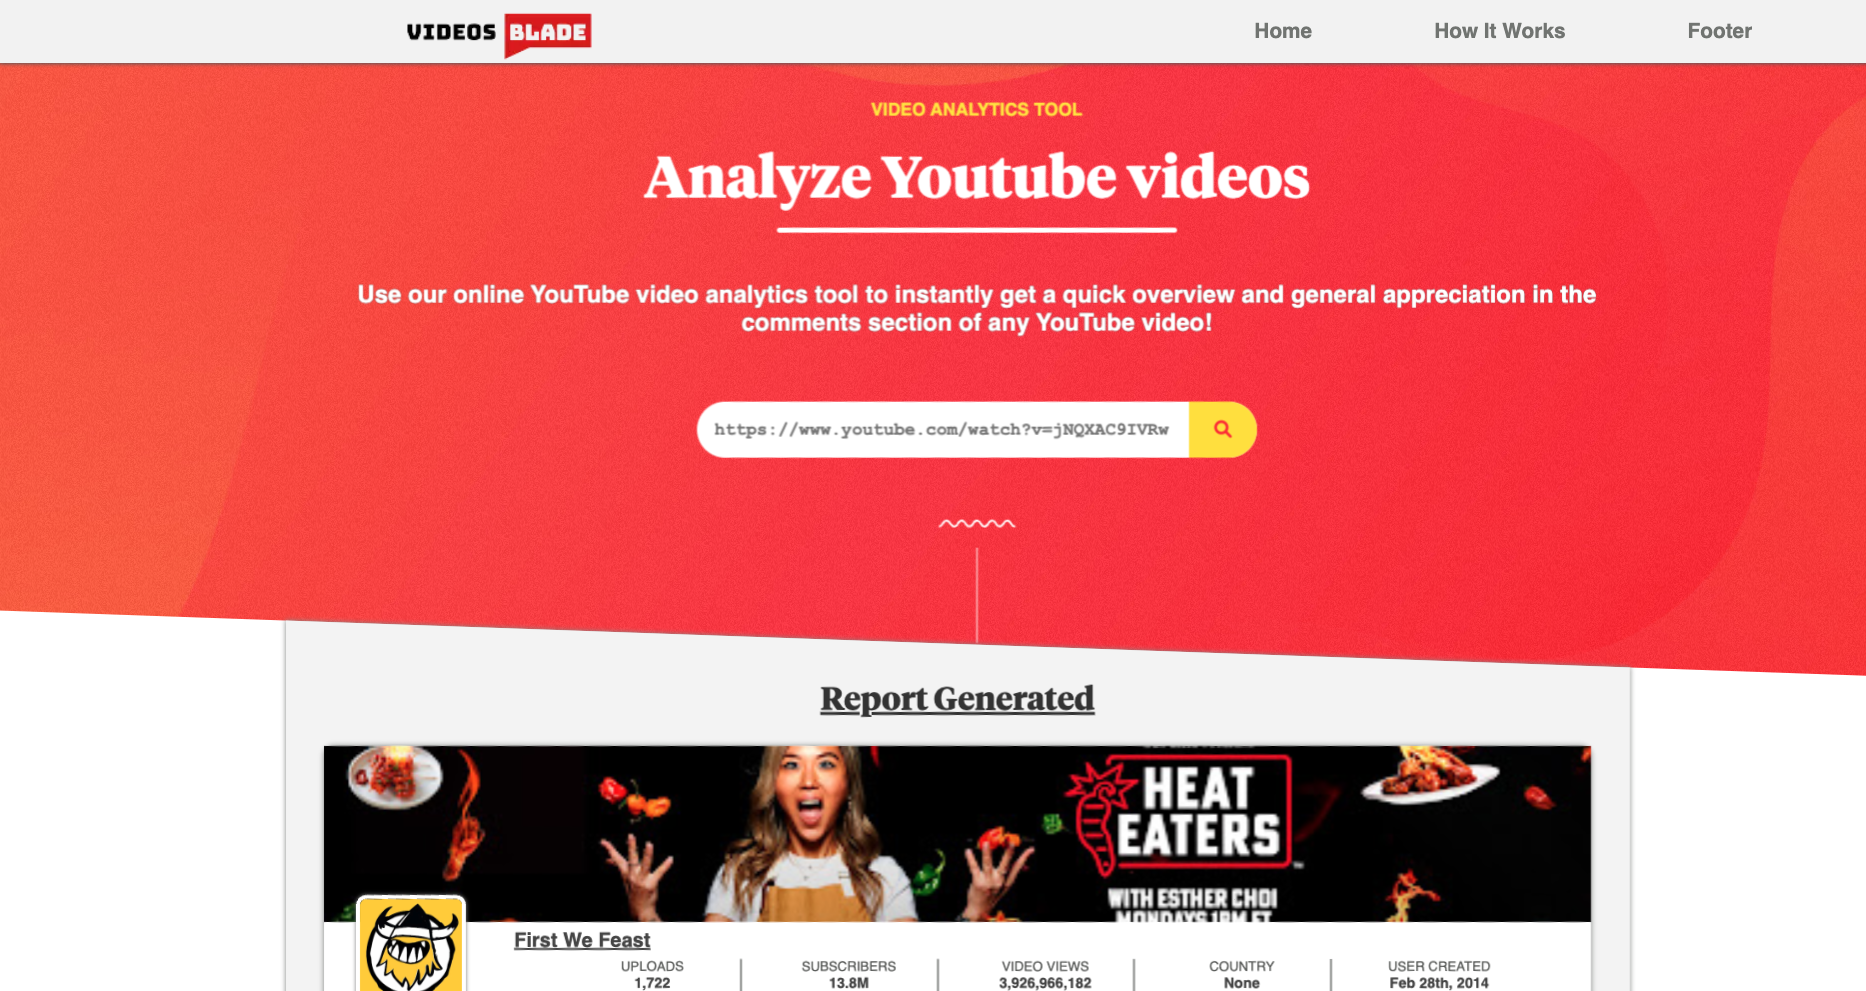 VIDEOS BLADE
Home
How It Works
Footer
VIDEO ANALYTICS TOOL
Analyze Youtube videos
Use our online YouTube video analytics tool to instantly get a quick overview and general appreciation in the
comments section of any YouTube video!
https://www.youtube.com/watch?v=jNQXAC9IVRw
Report Generated
HEAT
EATERS
WITH ESTHER CHOI
MONDAYS 1PM ET
First We Feast
UPLOADS
1,722
SUBSCRIBERS
13.8M
VIDEO VIEWS
3,926,966,182
COUNTRY
None
USER CREATED
Feb 28th, 2014